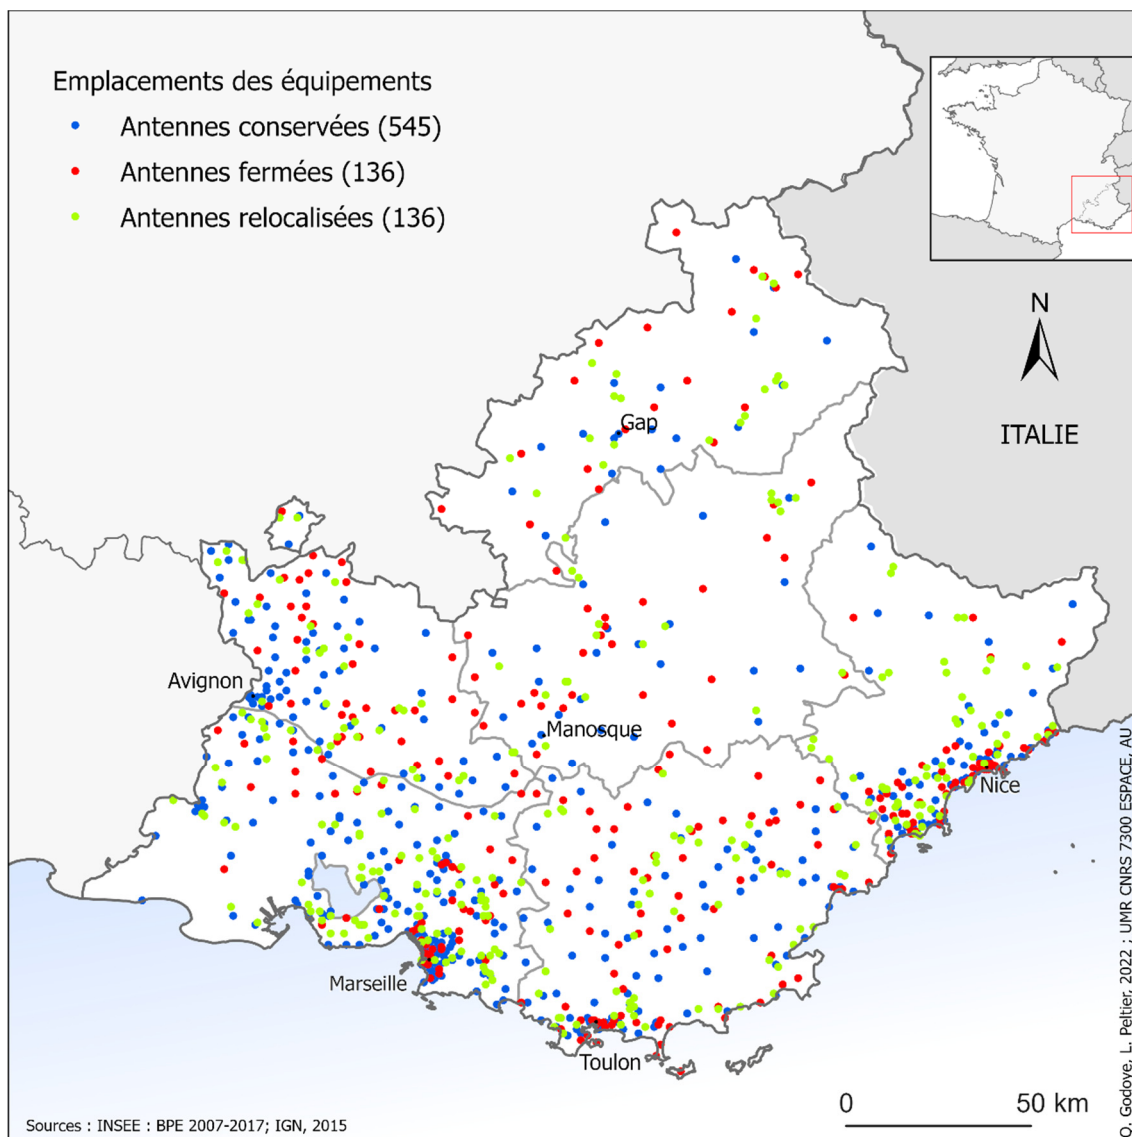 Emplacements des équipements
Antennes conservées (545)
Antennes fermées (136)
Antennes relocalisées (136)
N
ITALIE
Gap
Avignon
Manosque
Nice
Marseille
Toulon
0 50 km
Sources : INSEE : BPE 2007-2017; IGN, 2015
Q. Godoye, L. Peltier, 2022 ; UMR CNRS 7300 ESPACE, AU